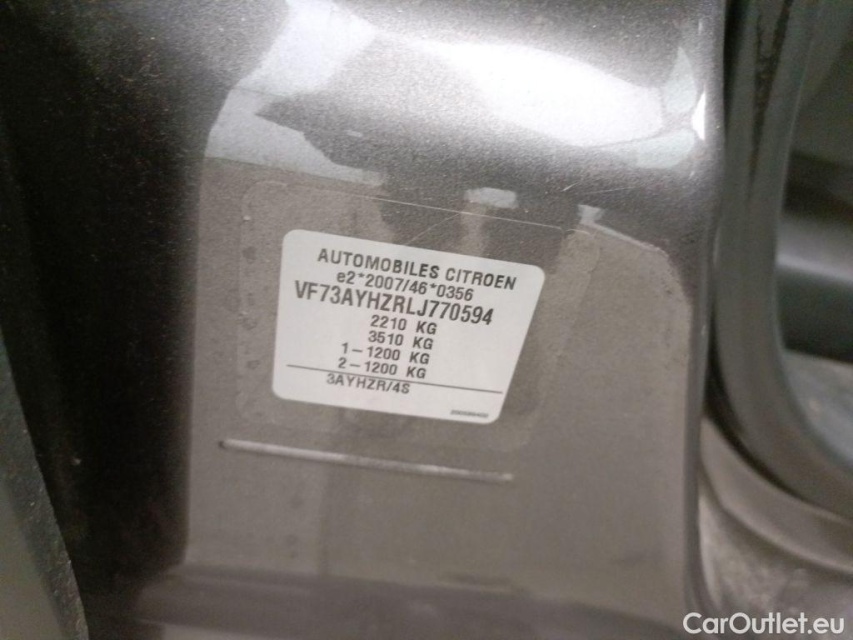 AUTOMOBILES CITROEN
e2*2007/46*0356
VF73AYHZRLJ770594
2210 KG
3510 KG
1-1200 KG
2-1200 KG
3AYHZR/4S
CarOutlet.eu